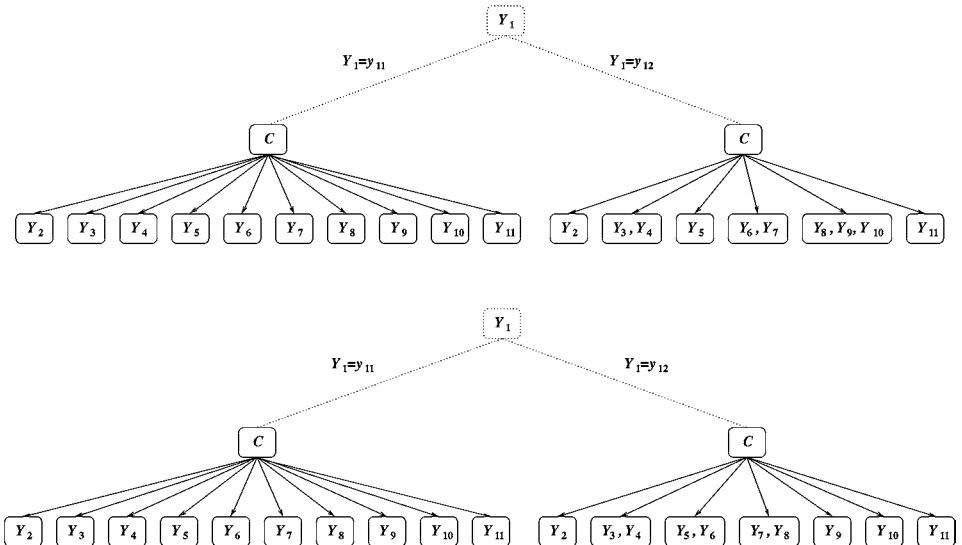 Y₁
Y₁=y₁₁ Y₁=y₁₂
C C
Y₂ Y₃ Y₄ Y₅ Y₆ Y₇ Y₈ Y₉ Y₁₀ Y₁₁ Y₂ Y₃,Y₄ Y₅ Y₆,Y₇ Y₈,Y₉,Y₁₀ Y₁₁
Y₁
Y₁=y₁₁ Y₁=y₁₂
C C
Y₂ Y₃ Y₄ Y₅ Y₆ Y₇ Y₈ Y₉ Y₁₀ Y₁₁ Y₂ Y₃,Y₄ Y₅,Y₆ Y₇,Y₈ Y₉ Y₁₀ Y₁₁